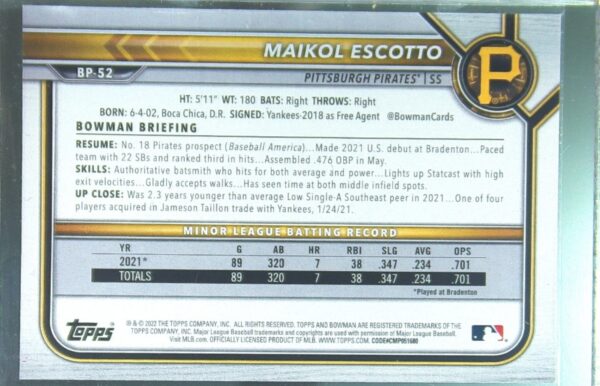 MAIKOL ESCOTTO
P
BP-52
PITTSBURGH PIRATES® | SS
HT: 5'11" WT: 180 BATS: Right THROWS: Right
BORN: 6-4-02, Boca Chica, D.R. SIGNED: Yankees-2018 as Free Agent @BowmanCards
BOWMAN BRIEFING
RESUME: No. 18 Pirates prospect (Baseball America)...Made 2021 U.S. debut at Bradenton...Paced
team with 22 SBs and ranked third in hits...Assembled .476 OBP in May.
SKILLS: Authoritative batsmith who hits for both average and power...Lights up Statcast with high
exit velocities...Gladly accepts walks...Has seen time at both middle infield spots.
UP CLOSE: Was 2.3 years younger than average Low Single-A Southeast peer in 2021...One of four
players acquired in Jameson Taillon trade with Yankees, 1/24/21.
MINOR LEAGUE BATTING RECORD
YR G AB HR RBI SLG AVG OPS
2021* 89 320 7 38 .347 .234 .701
TOTALS 89 320 7 38 .347 .234 .701
*Played at Bradenton
Topps
® & © 2022 THE TOPPS COMPANY, INC. ALL RIGHTS RESERVED. TOPPS AND BOWMAN ARE REGISTERED TRADEMARKS OF THE
TOPPS COMPANY, INC. Major League Baseball trademarks and copyrights are used with permission of Major League Baseball.
Visit MLB.com. OFFICIALLY LICENSED PRODUCT OF MLB. WWW.TOPPS.COM. CODE#CMP051680